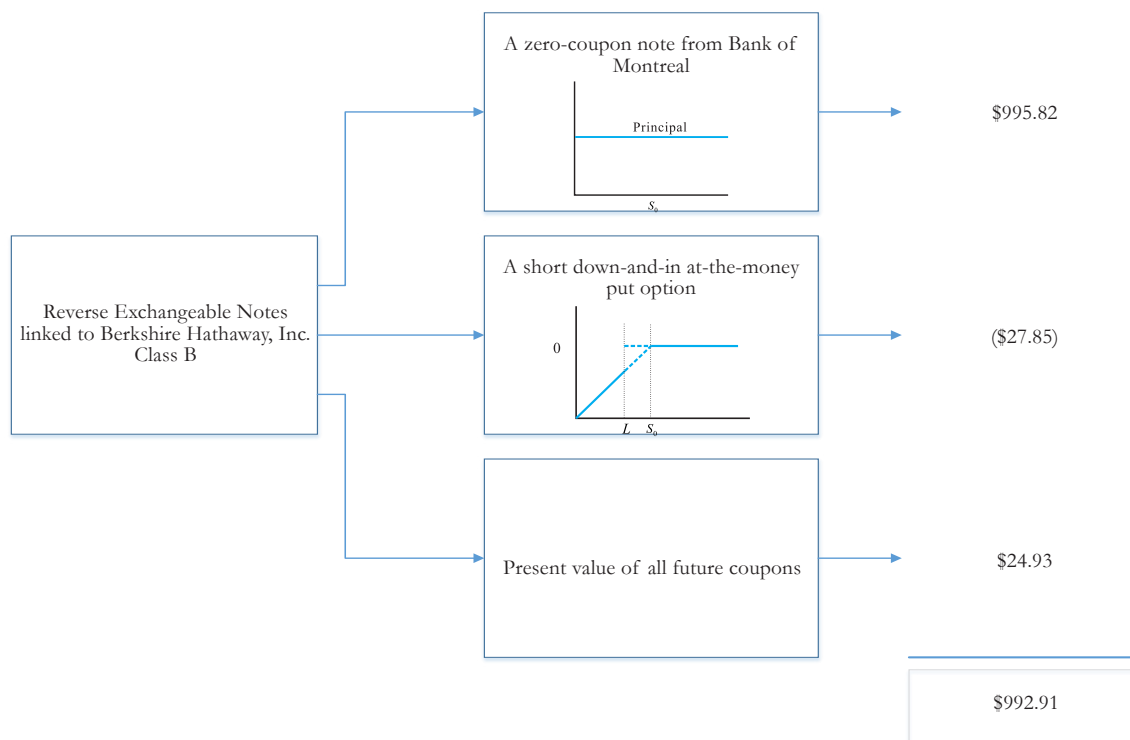 A zero-coupon note from Bank of
Montreal
Principal
S₀
$995.82
Reverse Exchangeable Notes
linked to Berkshire Hathaway, Inc.
Class B
A short down-and-in at-the-money
put option
0
L S₀
($27.85)
Present value of all future coupons
$24.93
$992.91